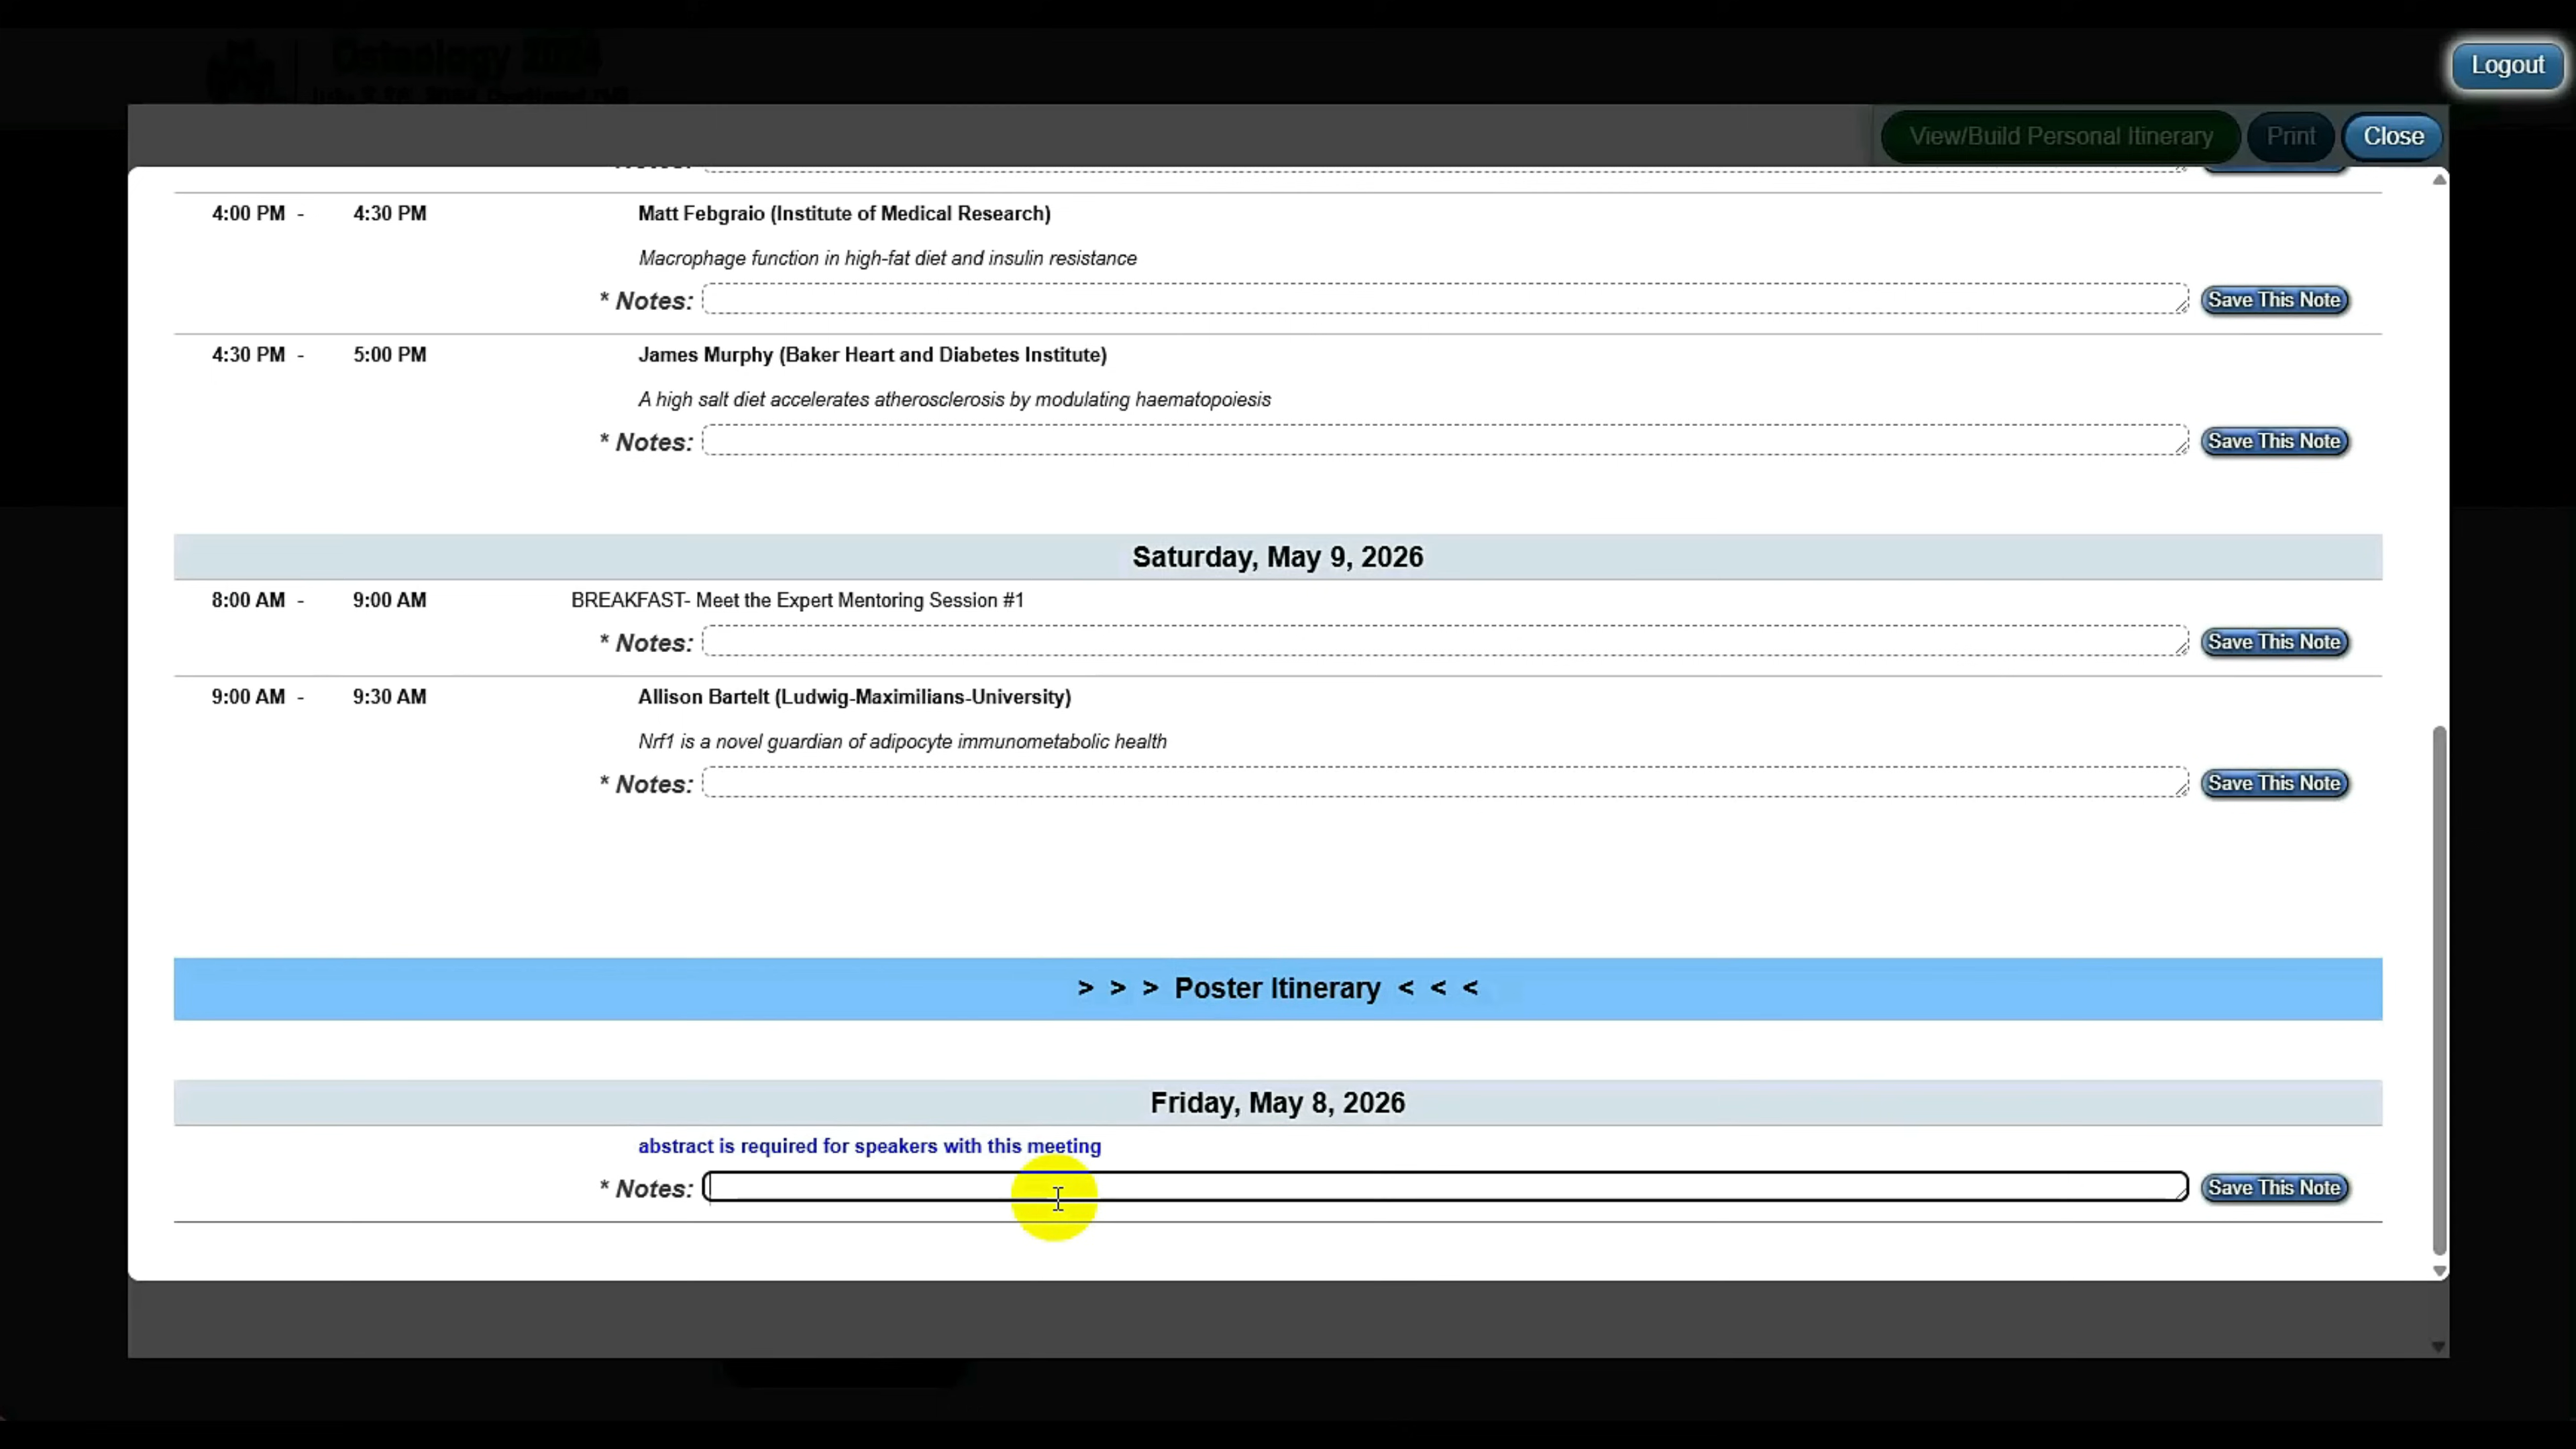 Osteology 2024
Logout
View/Build Personal Itinerary
Print
Close
4:00 PM - 4:30 PM Matt Febgraio (Institute of Medical Research)
Macrophage function in high-fat diet and insulin resistance
* Notes: Save This Note
4:30 PM - 5:00 PM James Murphy (Baker Heart and Diabetes Institute)
A high salt diet accelerates atherosclerosis by modulating haematopoiesis
* Notes: Save This Note
Saturday, May 9, 2026
8:00 AM - 9:00 AM BREAKFAST- Meet the Expert Mentoring Session #1
* Notes: Save This Note
9:00 AM - 9:30 AM Allison Bartelt (Ludwig-Maximilians-University)
Nrf1 is a novel guardian of adipocyte immunometabolic health
* Notes: Save This Note
> > > Poster Itinerary < < <
Friday, May 8, 2026
abstract is required for speakers with this meeting
* Notes: Save This Note